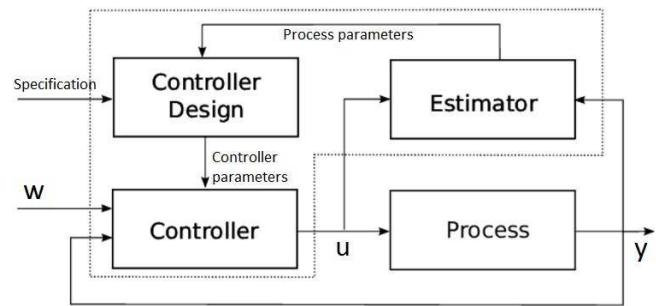 Process parameters
Specification
Controller
Design
Estimator
Controller
parameters
w
Controller
u
Process
y